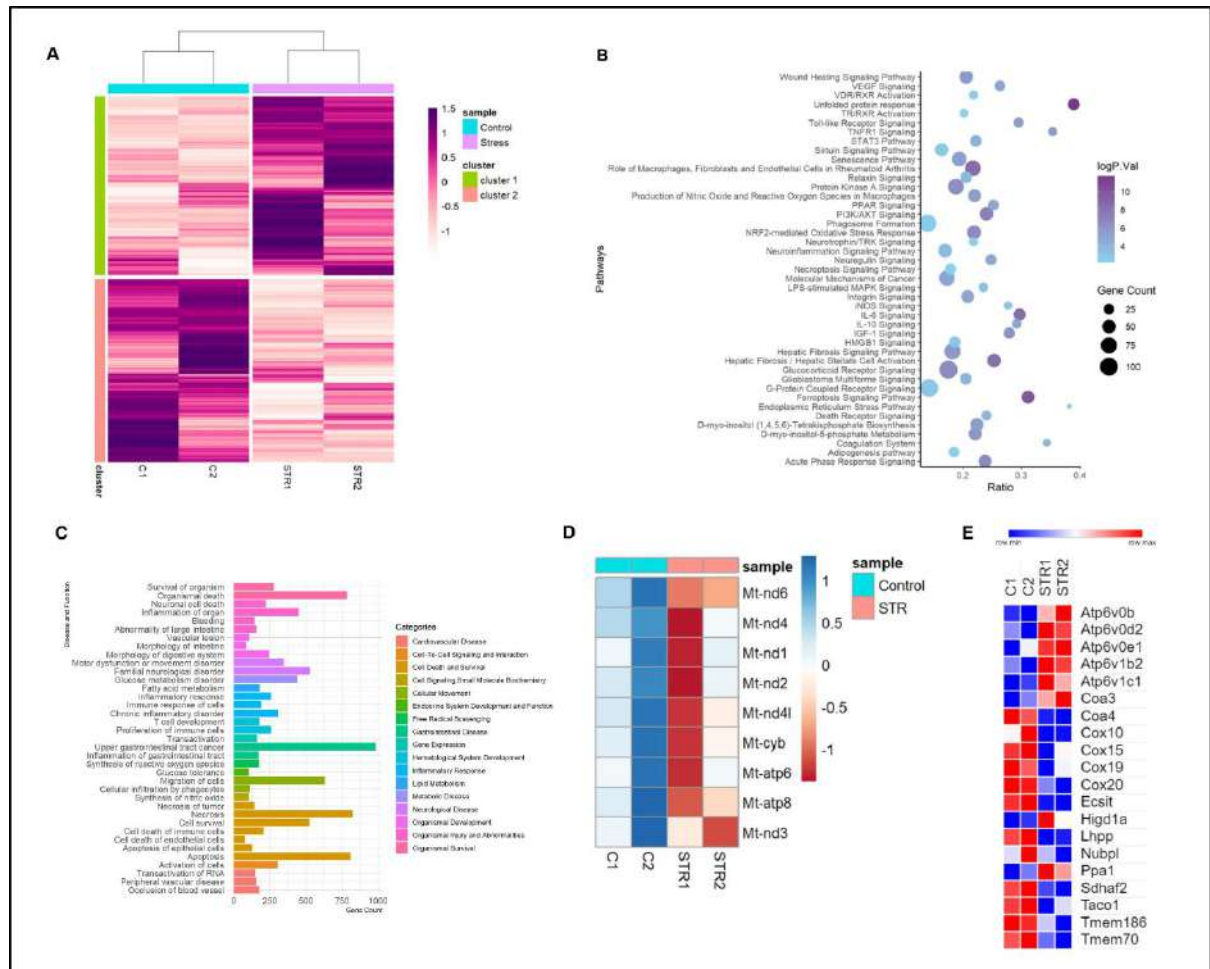 A
1.5
1
0.5
0
-0.5
-1
sample
Control
Stress
cluster
cluster 1
cluster 2
cluster
C1
C2
STR1
STR2
B
Pathways
Wound Healing Signaling Pathway
VEGF Signaling
VDR/RXR Activation
Unfolded protein response
TR/RXR Activation
Toll-like Receptor Signaling
TNFR1 Signaling
STAT3 Pathway
Sirtuin Signaling Pathway
Senescence Pathway
Role of Macrophages, Fibroblasts and Endothelial Cells in Rheumatoid Arthritis
Relaxin Signaling
Protein Kinase A Signaling
Production of Nitric Oxide and Reactive Oxygen Species in Macrophages
PPAR Signaling
PI3K/AKT Signaling
Phagosome Formation
NRF2-mediated Oxidative Stress Response
Neurotrophin/TRK Signaling
Neuroinflammation Signaling Pathway
Neuregulin Signaling
Necroptosis Signaling Pathway
Molecular Mechanisms of Cancer
LPS-stimulated MAPK Signaling
Integrin Signaling
iNOS Signaling
IL-6 Signaling
IL-10 Signaling
IGF-1 Signaling
HMGB1 Signaling
Hepatic Fibrosis Signaling Pathway
Hepatic Fibrosis / Hepatic Stellate Cell Activation
Glucocorticoid Receptor Signaling
Glioblastoma Multiforme Signaling
G-Protein Coupled Receptor Signaling
Ferroptosis Signaling Pathway
Endoplasmic Reticulum Stress Pathway
Death Receptor Signaling
D-myo-inositol (1,4,5,6)-Tetrakisphosphate Biosynthesis
D-myo-inositol-5-phosphate Metabolism
Coagulation System
Adipogenesis pathway
Acute Phase Response Signaling
0.2
0.3
0.4
Ratio
logP.Val
10
8
6
4
Gene Count
25
50
75
100
C
Disease and Function
Survival of organism
Organismal death
Neuronal cell death
Inflammation of organ
Bleeding
Abnormality of large intestine
Vascular lesion
Morphology of intestine
Morphology of digestive system
Motor dysfunction or movement disorder
Familial neurological disorder
Glucose metabolism disorder
Fatty acid metabolism
Inflammatory response
Immune response of cells
Chronic inflammatory disorder
T cell development
Proliferation of immune cells
Transactivation
Upper gastrointestinal tract cancer
Inflammation of gastrointestinal tract
Synthesis of reactive oxygen species
Glucose tolerance
Migration of cells
Cellular infiltration by phagocytes
Synthesis of nitric oxide
Necrosis of tumor
Necrosis
Cell survival
Cell death of immune cells
Cell death of endothelial cells
Apoptosis of epithelial cells
Apoptosis
Activation of cells
Transactivation of RNA
Peripheral vascular disease
Occlusion of blood vessel
0
250
500
750
1000
Gene Count
Categories
Cardiovascular Disease
Cell-To-Cell Signaling and Interaction
Cell Death and Survival
Cell Signaling,Small Molecule Biochemistry
Cellular Movement
Endocrine System Development and Function
Free Radical Scavenging
Gastrointestinal Disease
Gene Expression
Hematological System Development
Inflammatory Response
Lipid Metabolism
Metabolic Disease
Neurological Disease
Organismal Development
Organismal Injury and Abnormalities
Organismal Survival
D
sample
Mt-nd6
Mt-nd4
Mt-nd1
Mt-nd2
Mt-nd4l
Mt-cyb
Mt-atp6
Mt-atp8
Mt-nd3
C1
C2
STR1
STR2
1
0.5
0
-0.5
-1
sample
Control
STR
E
row min
row max
C1
C2
STR1
STR2
Atp6v0b
Atp6v0d2
Atp6v0e1
Atp6v1b2
Atp6v1c1
Coa3
Coa4
Cox10
Cox15
Cox19
Cox20
Ecsit
Higd1a
Lhpp
Nubpl
Ppa1
Sdhaf2
Taco1
Tmem186
Tmem70